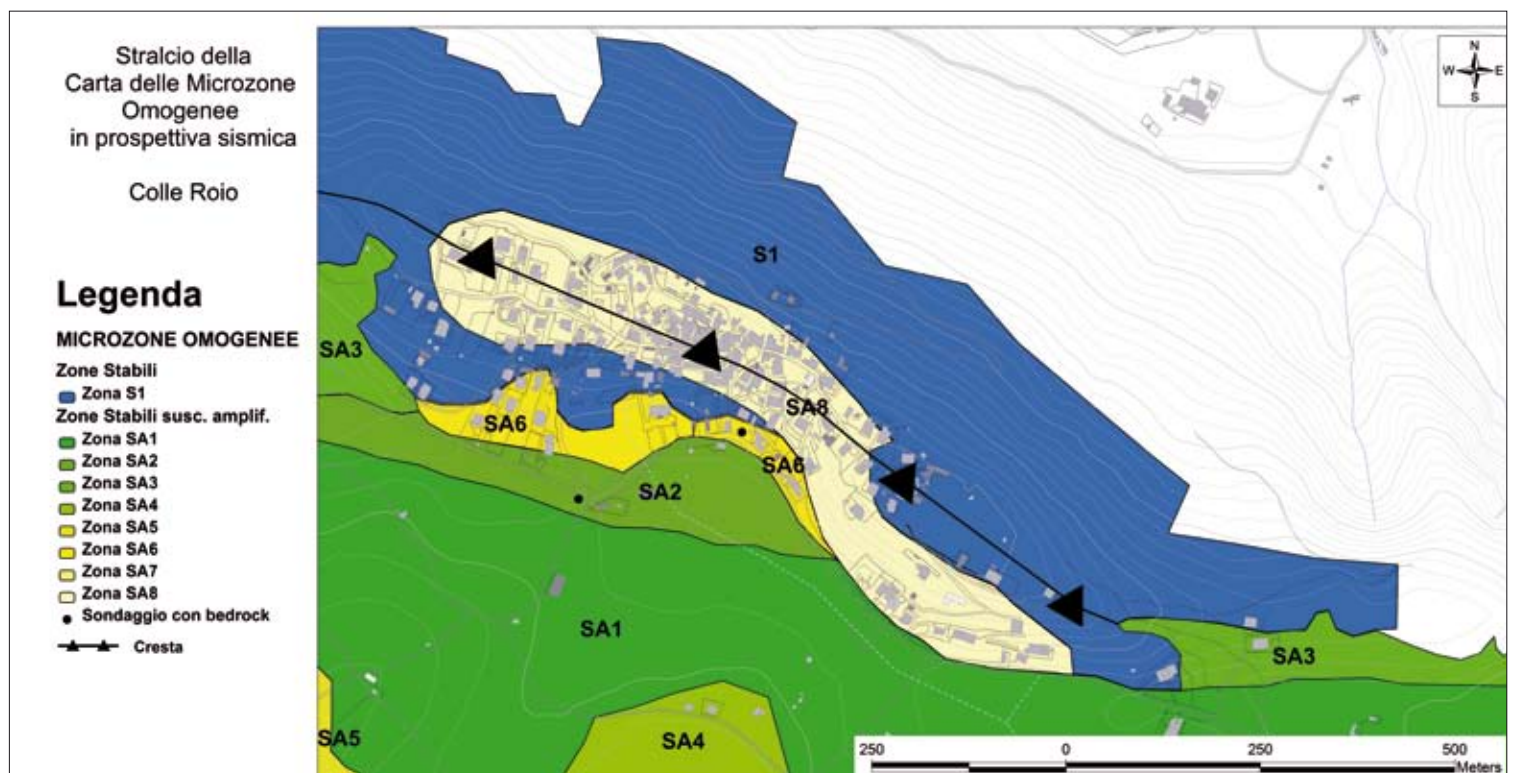 Stralcio della
Carta delle Microzone
Omogenee
in prospettiva sismica
Colle Roio
Legenda
MICROZONE OMOGENEE
Zone Stabili
Zona S1
Zone Stabili susc. amplif.
Zona SA1
Zona SA2
Zona SA3
Zona SA4
Zona SA5
Zona SA6
Zona SA7
Zona SA8
Sondaggio con bedrock
Cresta
N
W E
S
S1
SA3
SA8
SA6
SA6
SA2
SA1
SA3
SA5
SA4
250 0 250 500
Meters